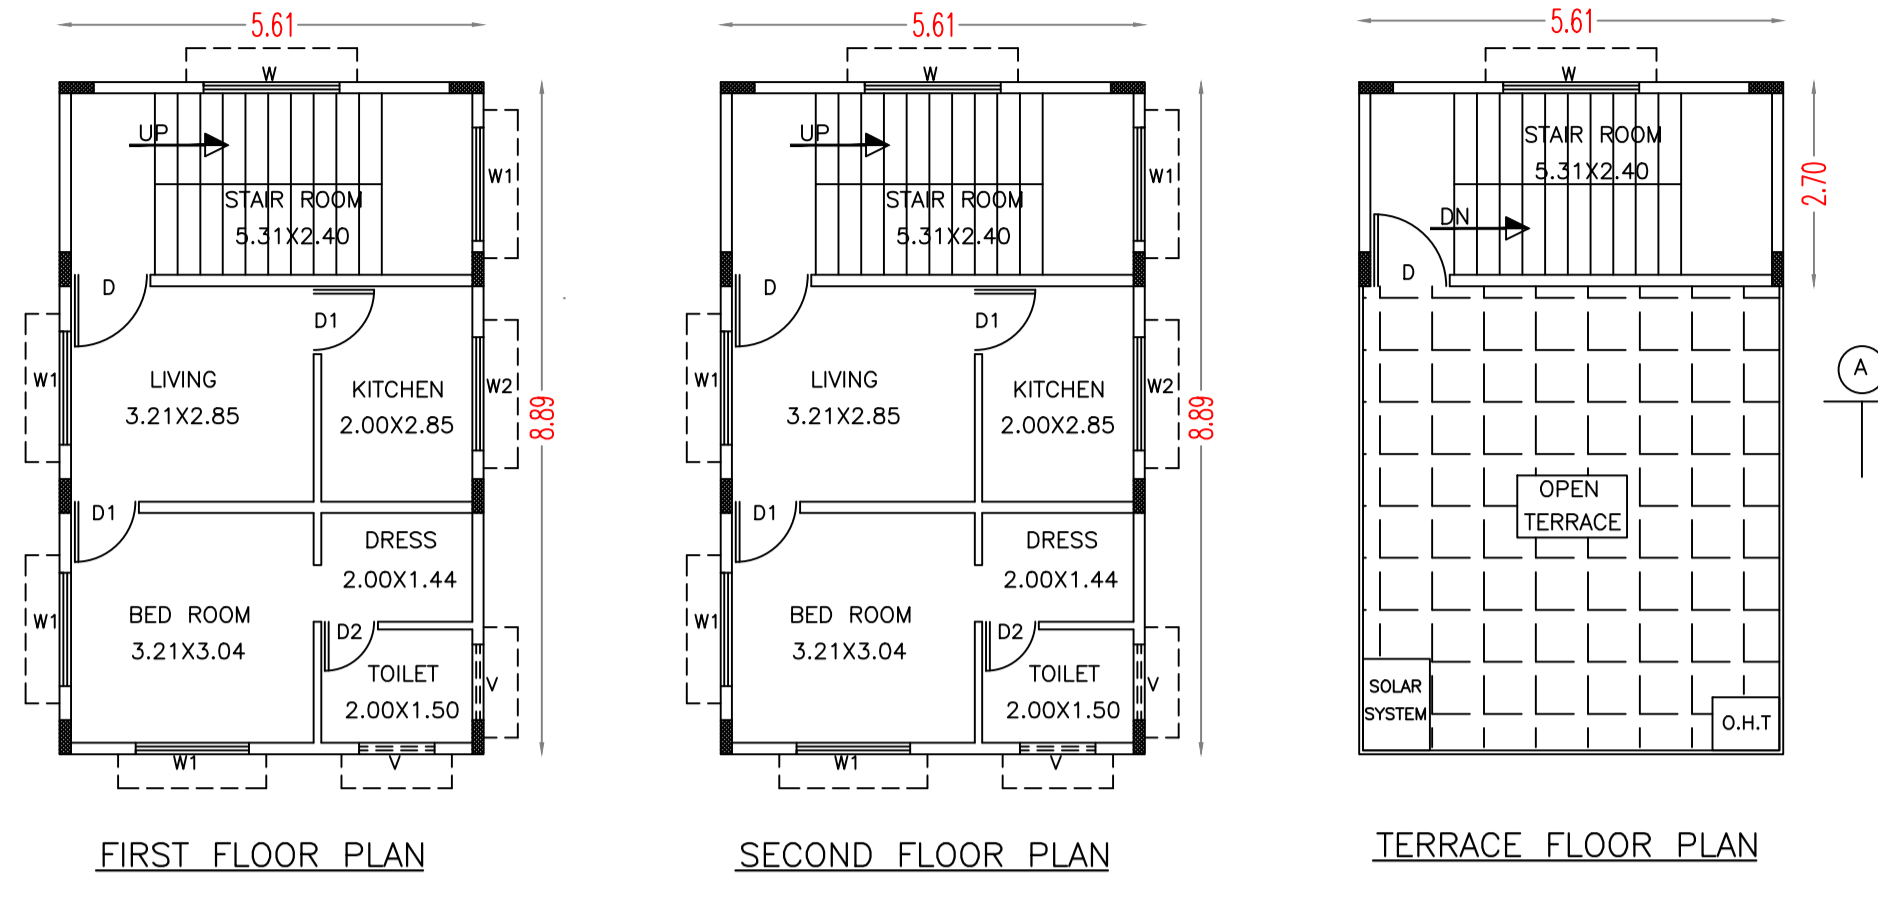 5.61
W
UP
W1
STAIR ROOM
5.31X2.40
D
D1
W1
LIVING
3.21X2.85
KITCHEN
2.00X2.85
W2
8.89
D1
DRESS
2.00X1.44
W1
BED ROOM
3.21X3.04
D2
TOILET
2.00X1.50
V
W1
V
FIRST FLOOR PLAN
5.61
W
UP
W1
STAIR ROOM
5.31X2.40
D
D1
W1
LIVING
3.21X2.85
KITCHEN
2.00X2.85
W2
8.89
D1
DRESS
2.00X1.44
W1
BED ROOM
3.21X3.04
D2
TOILET
2.00X1.50
V
W1
V
SECOND FLOOR PLAN
5.61
W
STAIR ROOM
5.31X2.40
2.70
DN
D
A
OPEN
TERRACE
SOLAR
SYSTEM
O.H.T
TERRACE FLOOR PLAN